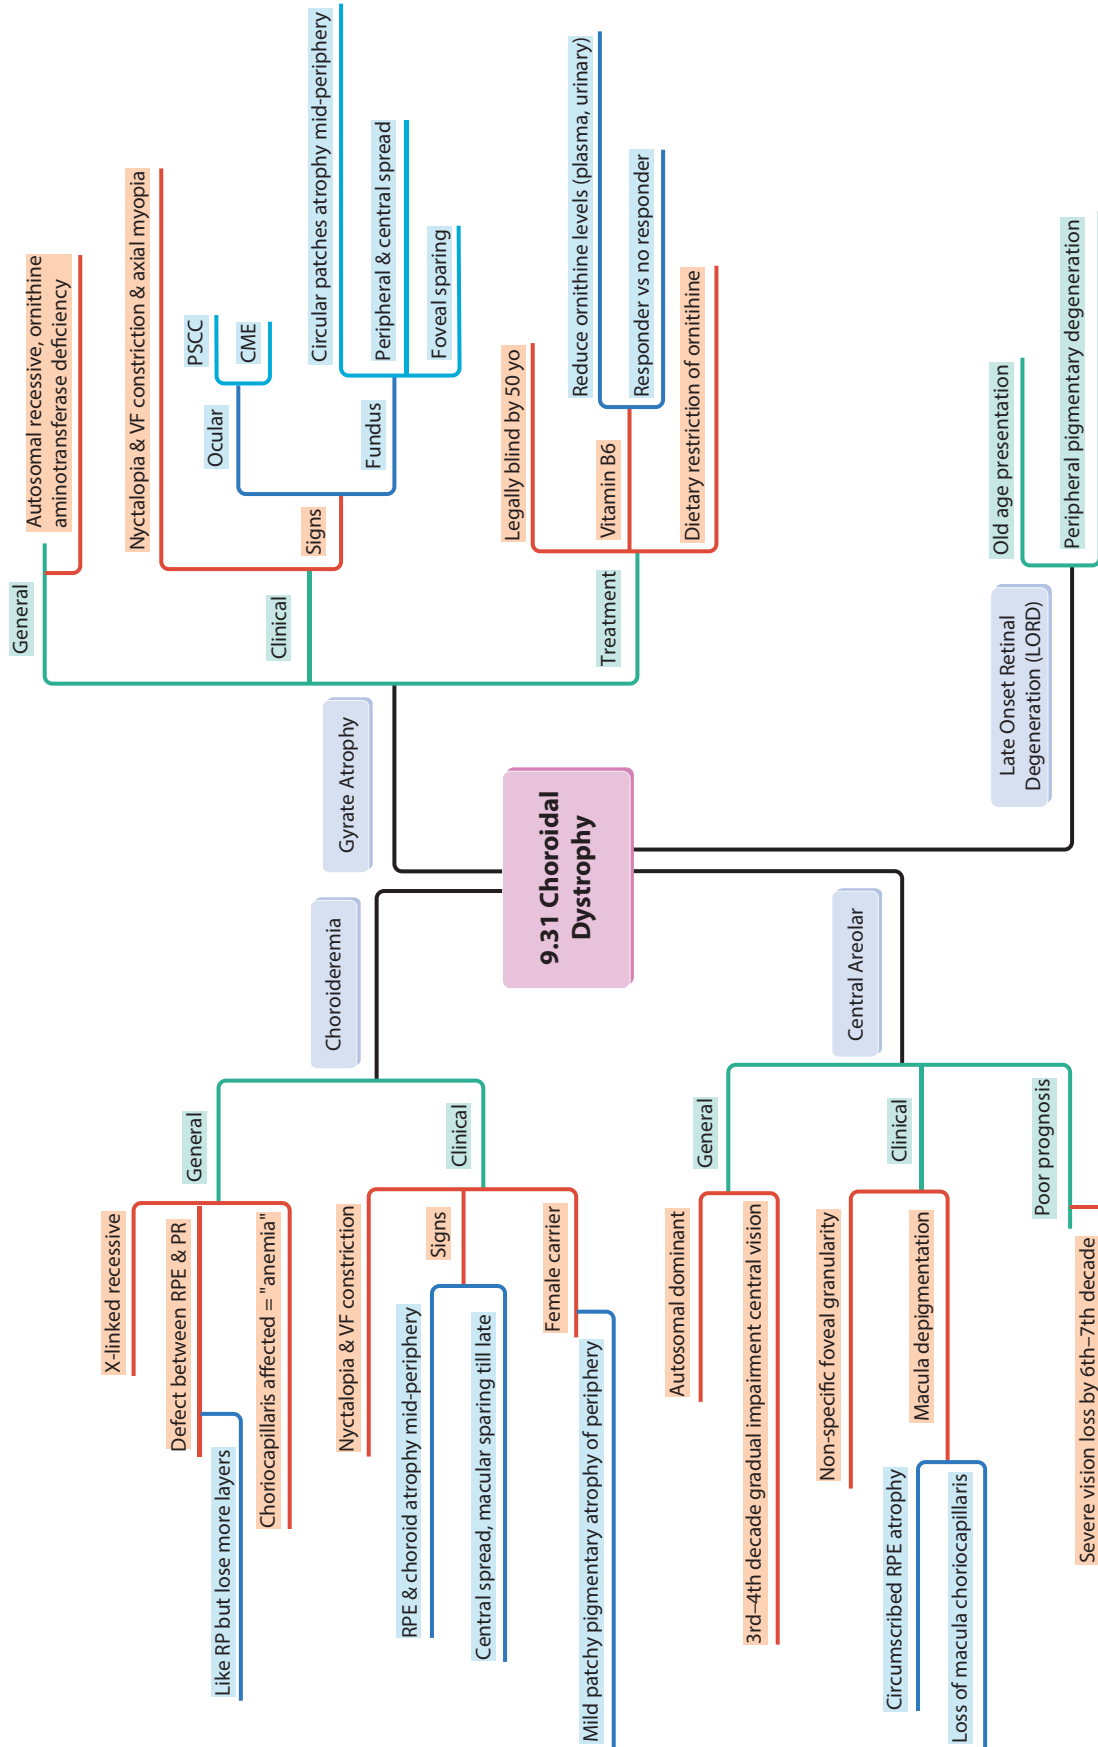 9.31 Choroidal
Dystrophy
Choroideremia
General
X-linked recessive
Defect between RPE & PR
Like RP but lose more layers
Choriocapillaris affected = "anemia"
Clinical
Nyctalopia & VF constriction
Signs
RPE & choroid atrophy mid-periphery
Central spread, macular sparing till late
Female carrier
Mild patchy pigmentary atrophy of periphery
Gyrate Atrophy
General
Autosomal recessive, ornithine
aminotransferase deficiency
Clinical
Nyctalopia & VF constriction & axial myopia
Signs
Ocular
PSCC
CME
Fundus
Circular patches atrophy mid-periphery
Peripheral & central spread
Foveal sparing
Treatment
Legally blind by 50 yo
Vitamin B6
Reduce ornithine levels (plasma, urinary)
Responder vs no responder
Dietary restriction of ornitihine
Central Areolar
General
Autosomal dominant
3rd–4th decade gradual impairment central vision
Clinical
Non-specific foveal granularity
Macula depigmentation
Circumscribed RPE atrophy
Loss of macula choriocapillaris
Poor prognosis
Severe vision loss by 6th–7th decade
Late Onset Retinal
Degeneration (LORD)
Old age presentation
Peripheral pigmentary degeneration